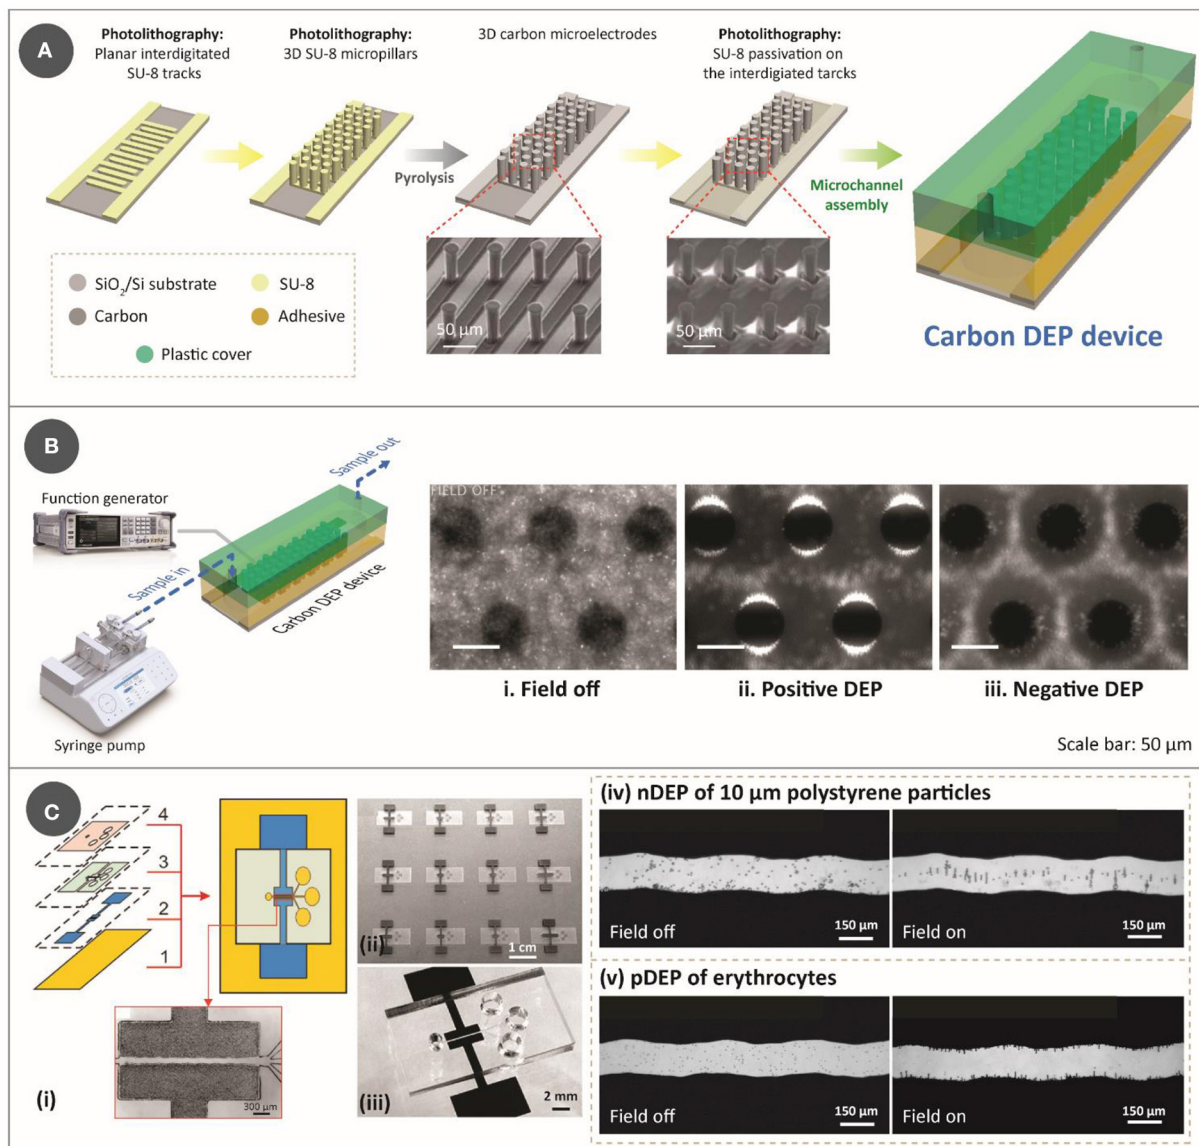 A
Photolithography:
Planar interdigitated
SU-8 tracks
Photolithography:
3D SU-8 micropillars
3D carbon microelectrodes
Photolithography:
SU-8 passivation on
the interdigiated tarcks
Pyrolysis
Microchannel
assembly
SiO2/Si substrate
SU-8
Carbon
Adhesive
Plastic cover
50 µm
50 µm
Carbon DEP device
B
Function generator
Sample out
Sample in
Carbon DEP device
Syringe pump
FIELD OFF
i. Field off
ii. Positive DEP
iii. Negative DEP
Scale bar: 50 µm
C
4
3
2
1
(i)
300 µm
(ii)
1 cm
(iii)
2 mm
(iv) nDEP of 10 µm polystyrene particles
Field off
150 µm
Field on
150 µm
(v) pDEP of erythrocytes
Field off
150 µm
Field on
150 µm